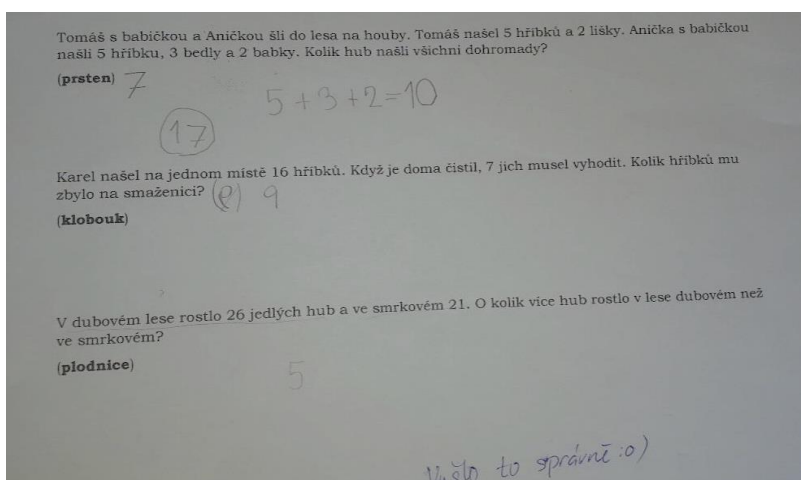 Tomáš s babičkou a Aničkou šli do lesa na houby. Tomáš našel 5 hříbků a 2 lišky. Anička s babičkou
našli 5 hříbku, 3 bedly a 2 babky. Kolik hub našli všichni dohromady?
(prsten) 7
5+3+2=10
17
Karel našel na jednom místě 16 hříbků. Když je doma čistil, 7 jich musel vyhodit. Kolik hříbků mu
zbylo na smaženici? (e) 9
(klobouk)
V dubovém lese rostlo 26 jedlých hub a ve smrkovém 21. O kolik více hub rostlo v lese dubovém než
ve smrkovém?
(plodnice)
5
to správně :o)